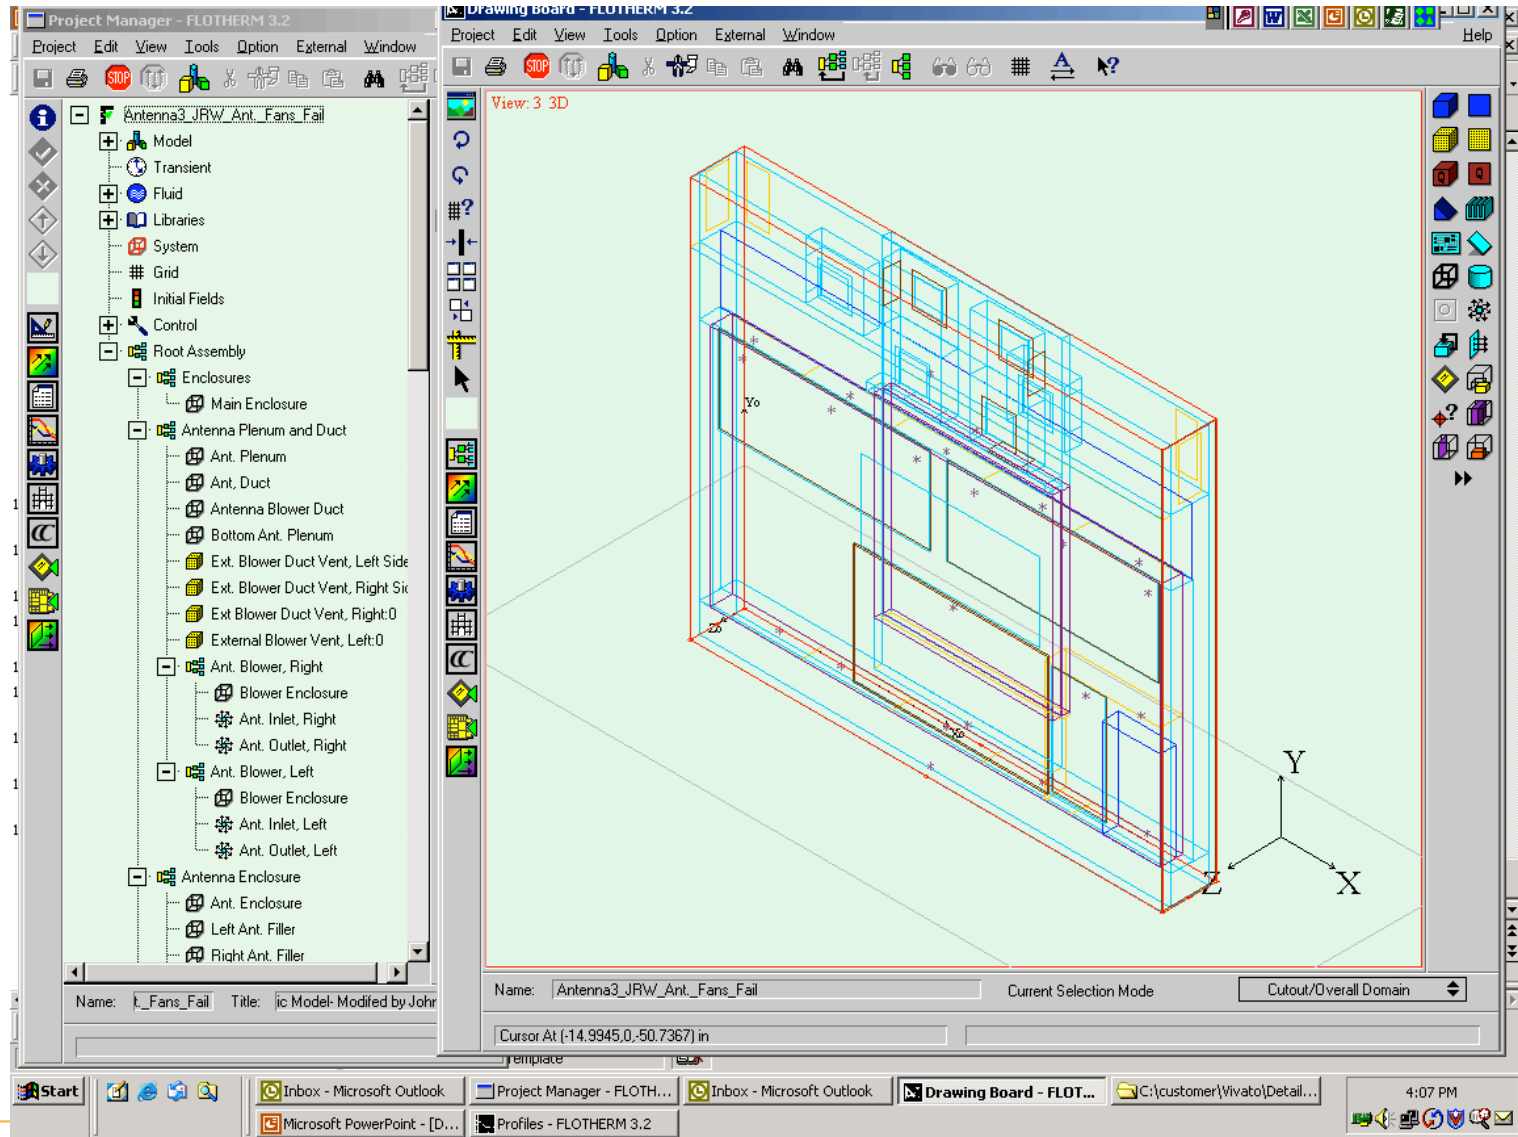 Project Manager - FLOTHERM 3.2
Project Edit View Tools Option External Window
STOP
Antenna3_JRW_Ant._Fans_Fail
Model
Transient
Fluid
Libraries
System
Grid
Initial Fields
Control
Root Assembly
Enclosures
Main Enclosure
Antenna Plenum and Duct
Ant. Plenum
Ant, Duct
Antenna Blower Duct
Bottom Ant. Plenum
Ext. Blower Duct Vent, Left Side
Ext. Blower Duct Vent, Right Sic
Ext Blower Duct Vent, Right:0
External Blower Vent, Left:0
Ant. Blower, Right
Blower Enclosure
Ant. Inlet, Right
Ant. Outlet, Right
Ant. Blower, Left
Blower Enclosure
Ant. Inlet, Left
Ant. Outlet, Left
Antenna Enclosure
Ant. Enclosure
Left Ant. Filler
Right Ant. Filler
Name: t._Fans_Fail Title: ic Model- Modifed by Johr
Drawing Board - FLOTHERM 3.2
Project Edit View Tools Option External Window Help
STOP
View: 3 3D
Yo
Zo
Xo
Y
Z X
Name: Antenna3_JRW_Ant._Fans_Fail Current Selection Mode Cutout/Overall Domain
Cursor At (-14.9945,0,-50.7367) in
Template
Start Inbox - Microsoft Outlook Project Manager - FLOTH... Inbox - Microsoft Outlook Drawing Board - FLOT... C:\customer\Vivato\Detail... 4:07 PM
Microsoft PowerPoint - [D... Profiles - FLOTHERM 3.2